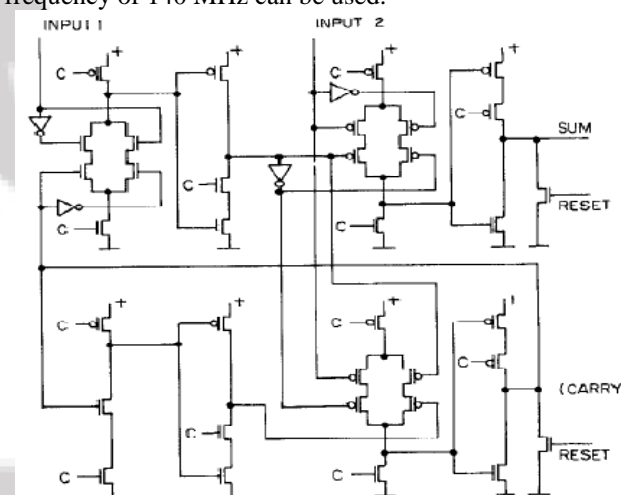 frequency of 140 MHz can be used.
INPUT 1 INPUT 2
+ + + +
C C
C
SUM
C
C C RESET
+ + + +
C C
C
(CARRY
C
RESET
C C